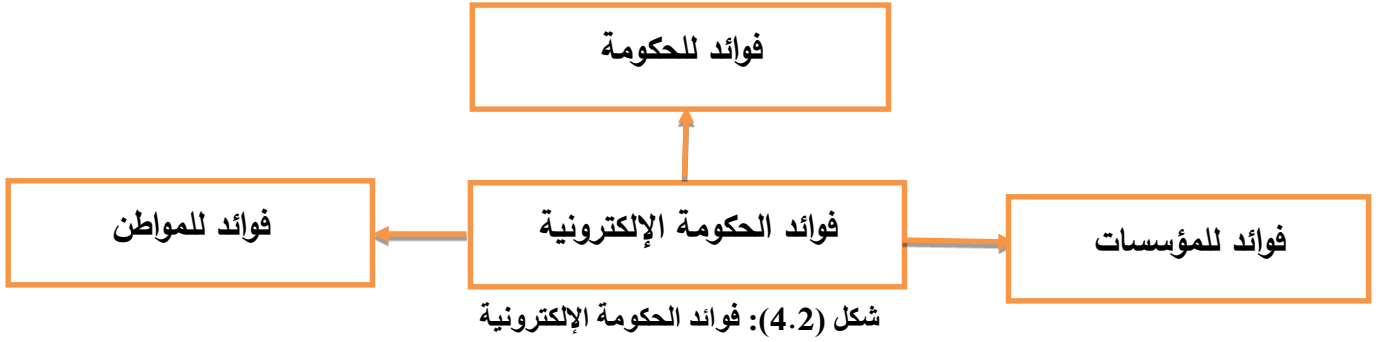 فوائد للحكومة
فوائد للمؤسسات
فوائد الحكومة الإلكترونية
فوائد للمواطن
شكل (4.2): فوائد الحكومة الإلكترونية